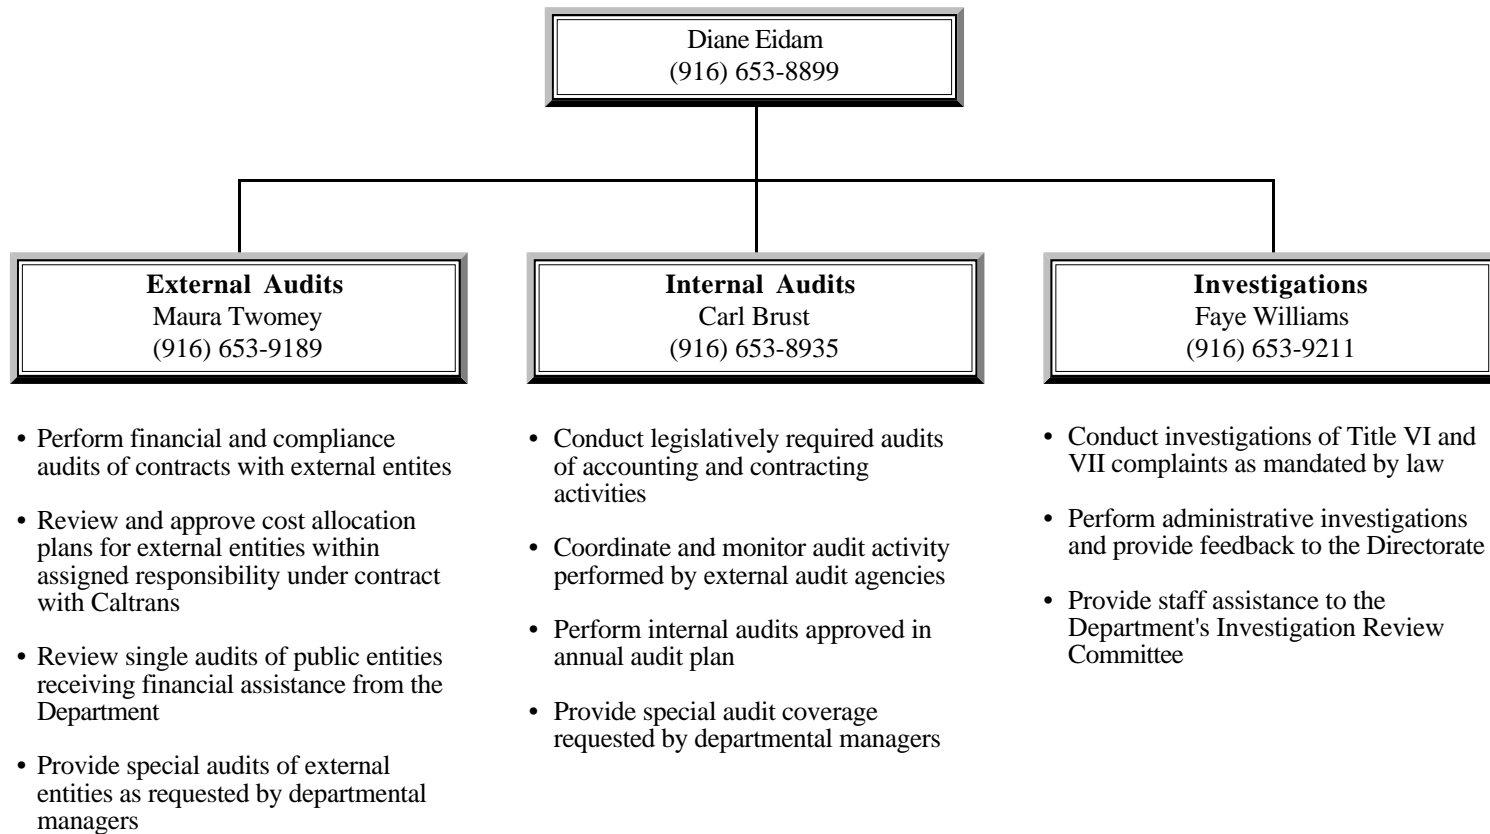 Diane Eidam
(916) 653-8899
External Audits
Maura Twomey
(916) 653-9189
• Perform financial and compliance
audits of contracts with external entites
• Review and approve cost allocation
plans for external entities within
assigned responsibility under contract
with Caltrans
• Review single audits of public entities
receiving financial assistance from the
Department
• Provide special audits of external
entities as requested by departmental
managers
Internal Audits
Carl Brust
(916) 653-8935
• Conduct legislatively required audits
of accounting and contracting
activities
• Coordinate and monitor audit activity
performed by external audit agencies
• Perform internal audits approved in
annual audit plan
• Provide special audit coverage
requested by departmental managers
Investigations
Faye Williams
(916) 653-9211
• Conduct investigations of Title VI and
VII complaints as mandated by law
• Perform administrative investigations
and provide feedback to the Directorate
• Provide staff assistance to the
Department's Investigation Review
Committee